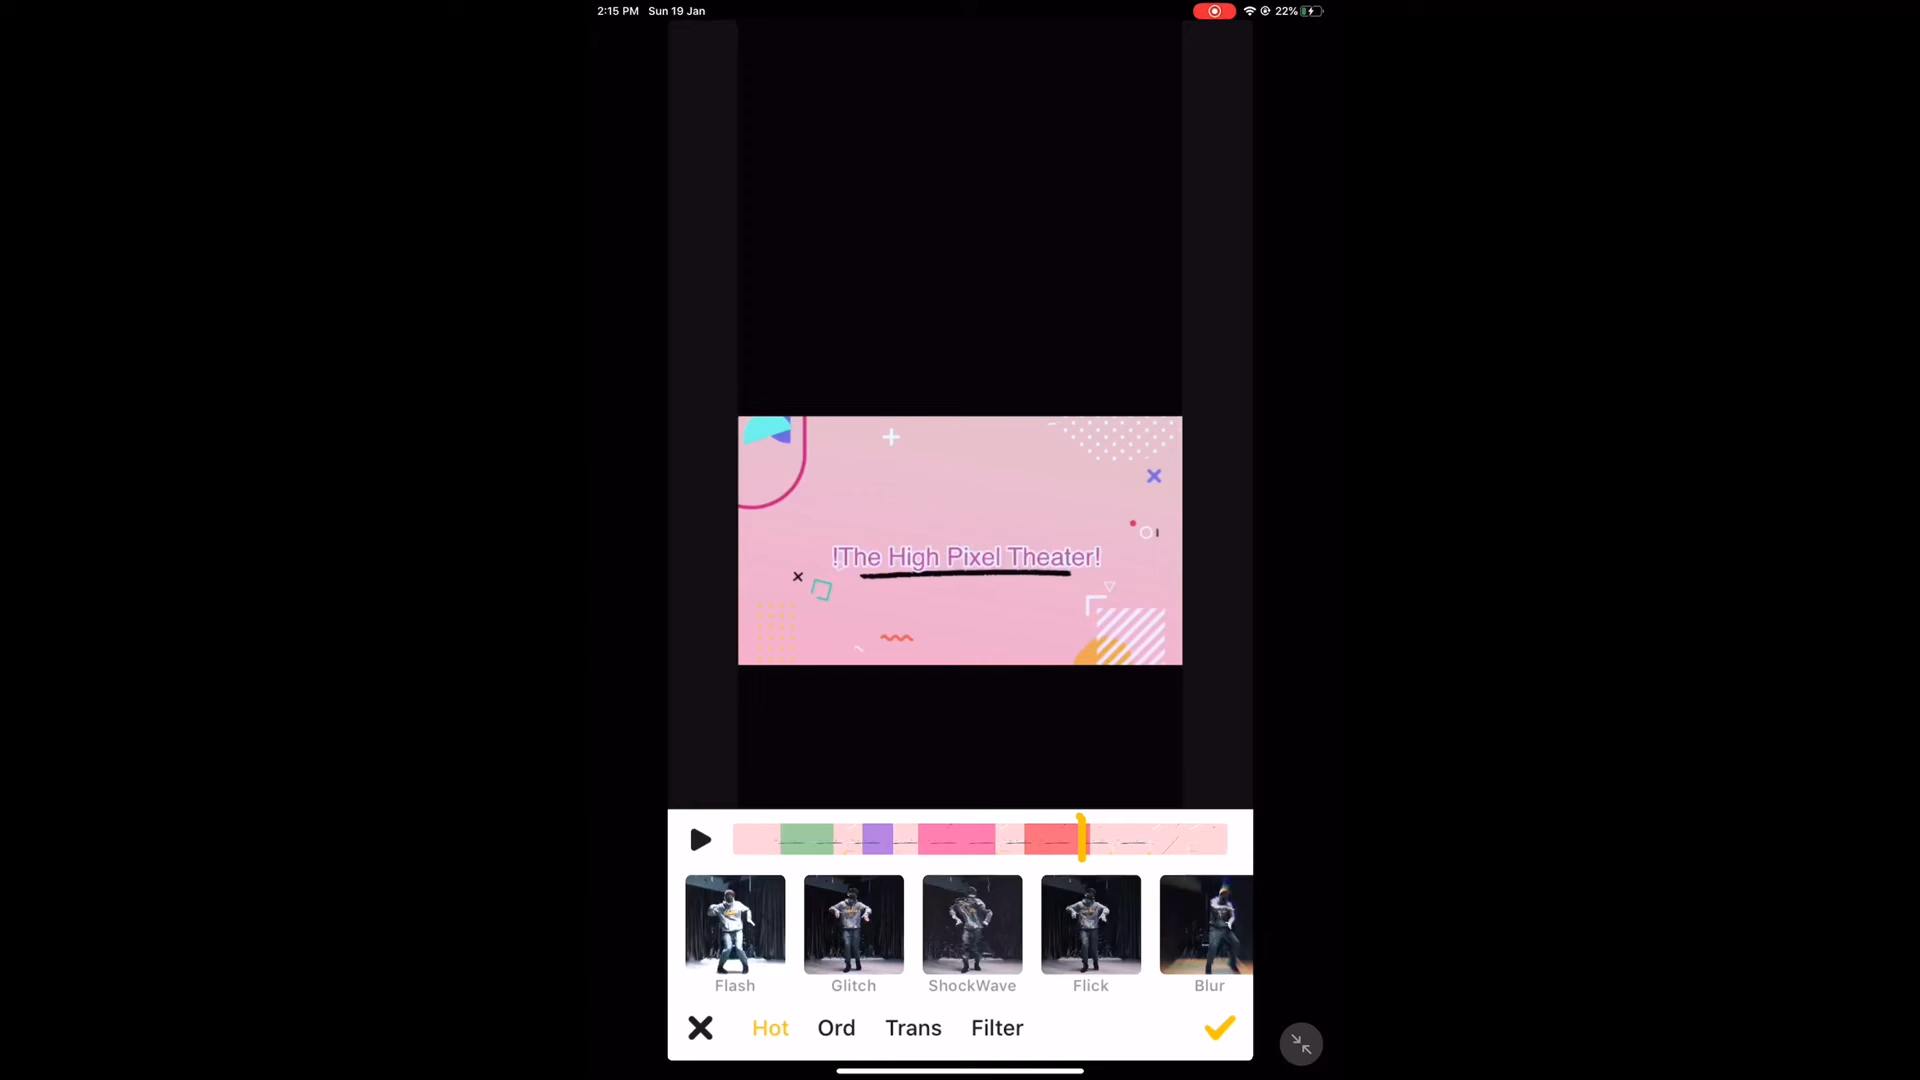 2:15 PM Sun 19 Jan
22%
!The High Pixel Theater!
Flash Glitch ShockWave Flick Blur
Hot Ord Trans Filter